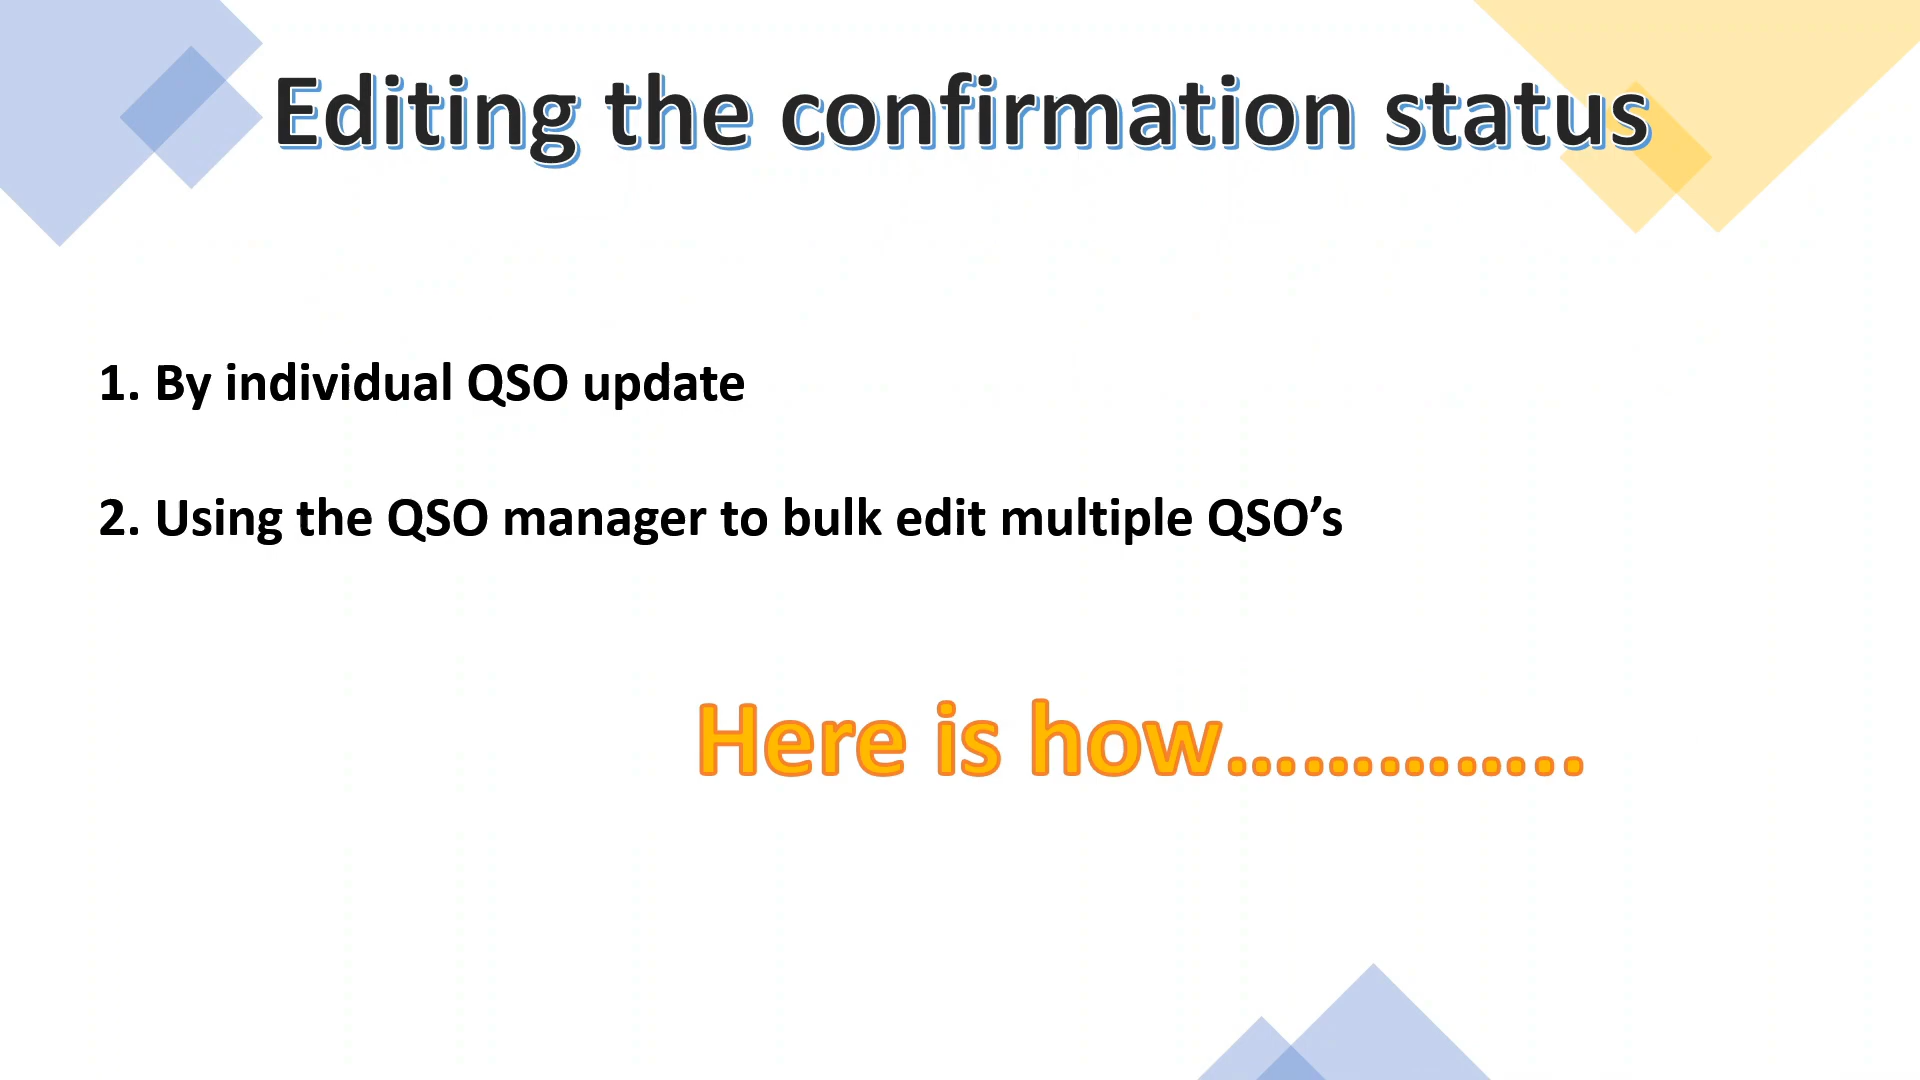 Editing the confirmation status
1. By individual QSO update
2. Using the QSO manager to bulk edit multiple QSO’s
Here is how…………..